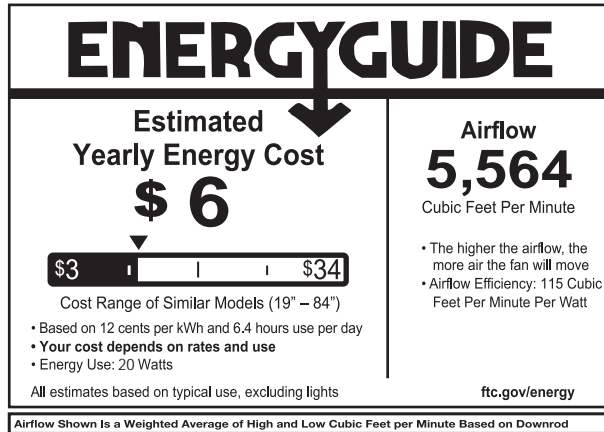 ENERGYGUIDE
Estimated
Yearly Energy Cost
$ 6
$3
$34
Cost Range of Similar Models (19” – 84”)
• Based on 12 cents per kWh and 6.4 hours use per day
• Your cost depends on rates and use
• Energy Use: 20 Watts
All estimates based on typical use, excluding lights
Airflow
5,564
Cubic Feet Per Minute
• The higher the airflow, the
more air the fan will move
• Airflow Efficiency: 115 Cubic
Feet Per Minute Per Watt
ftc.gov/energy
Airflow Shown Is a Weighted Average of High and Low Cubic Feet per Minute Based on Downrod